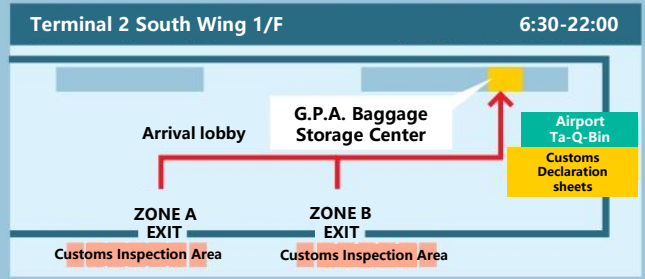 Terminal 2 South Wing 1/F 6:30-22:00
G.P.A. Baggage
Storage Center
Arrival lobby
Airport
Ta-Q-Bin
Customs
Declaration
sheets
ZONE A
EXIT
ZONE B
EXIT
Customs Inspection Area
Customs Inspection Area